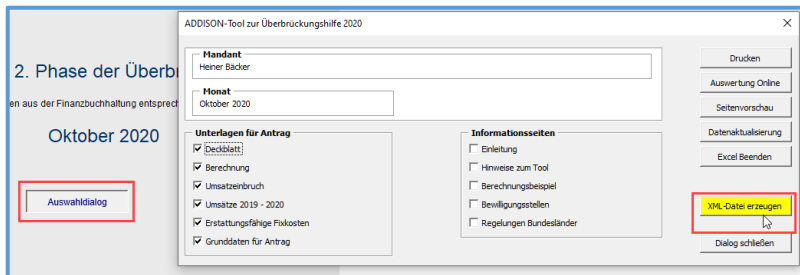 ADDISON-Tool zur Überbrückungshilfe 2020
2. Phase der Überb
en aus der Finanzbuchhaltung entsprech
Oktober 2020
Auswahldialog
Mandant
Heiner Bäcker
Monat
Oktober 2020
Unterlagen für Antrag
Deckblatt
Berechnung
Umsatzeinbruch
Umsätze 2019 - 2020
Erstattungsfähige Fixkosten
Grunddaten für Antrag
Informationsseiten
Einleitung
Hinweise zum Tool
Berechnungsbeispiel
Bewilligungsstellen
Regelungen Bundesländer
Drucken
Auswertung Online
Seitenvorschau
Datenaktualisierung
Excel Beenden
XML-Datei erzeugen
Dialog schließen